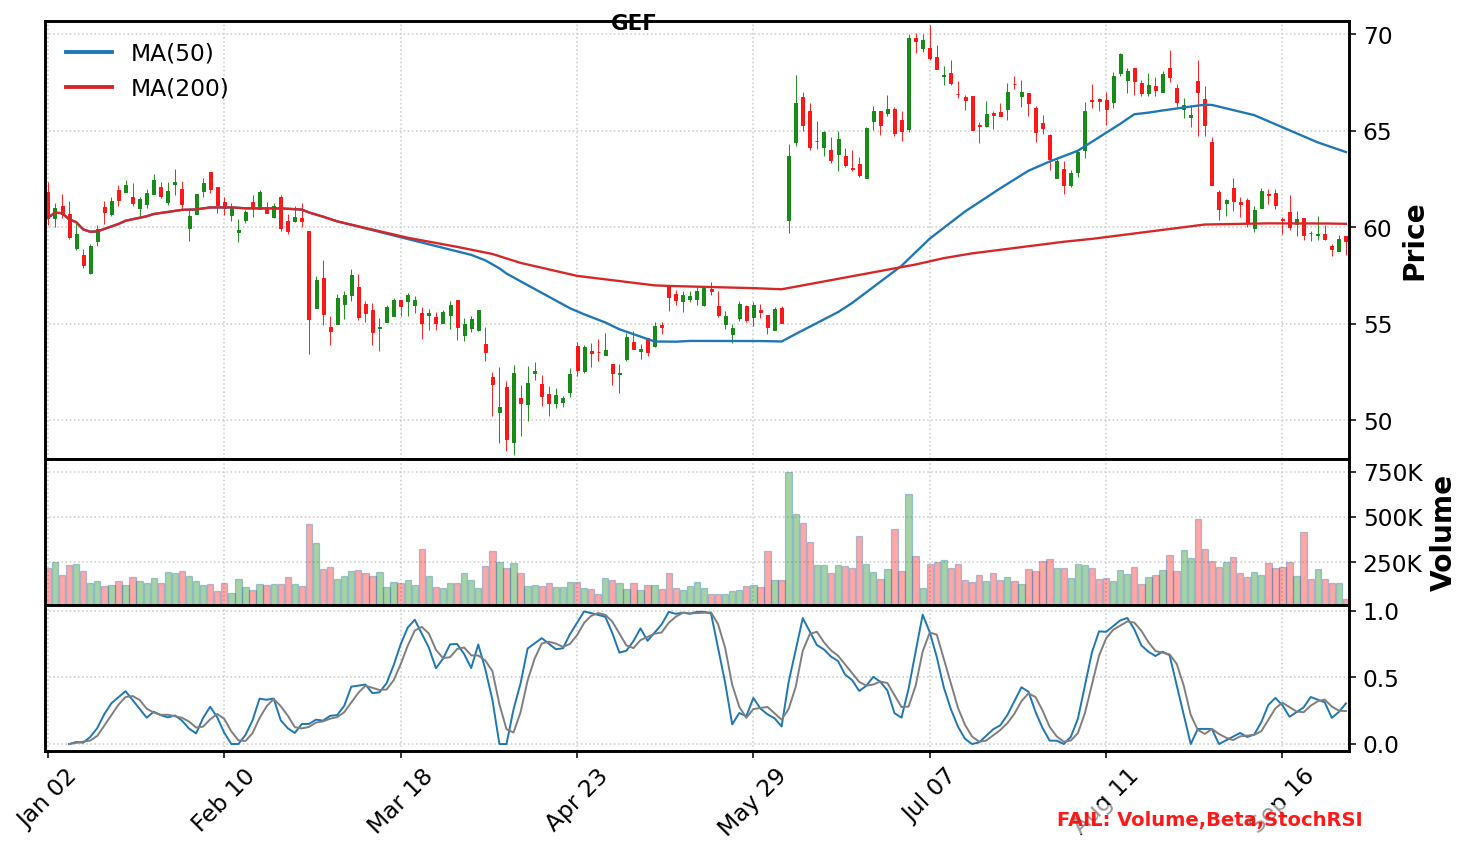 GEF
MA(50)
MA(200)
70
65
60
55
50
Price
750K
500K
250K
Volume
1.0
0.5
0.0
Jan 02
Feb 10
Mar 18
Apr 23
May 29
Jul 07
Aug 11
Sep 16
FAIL: Volume,Beta,StochRSI